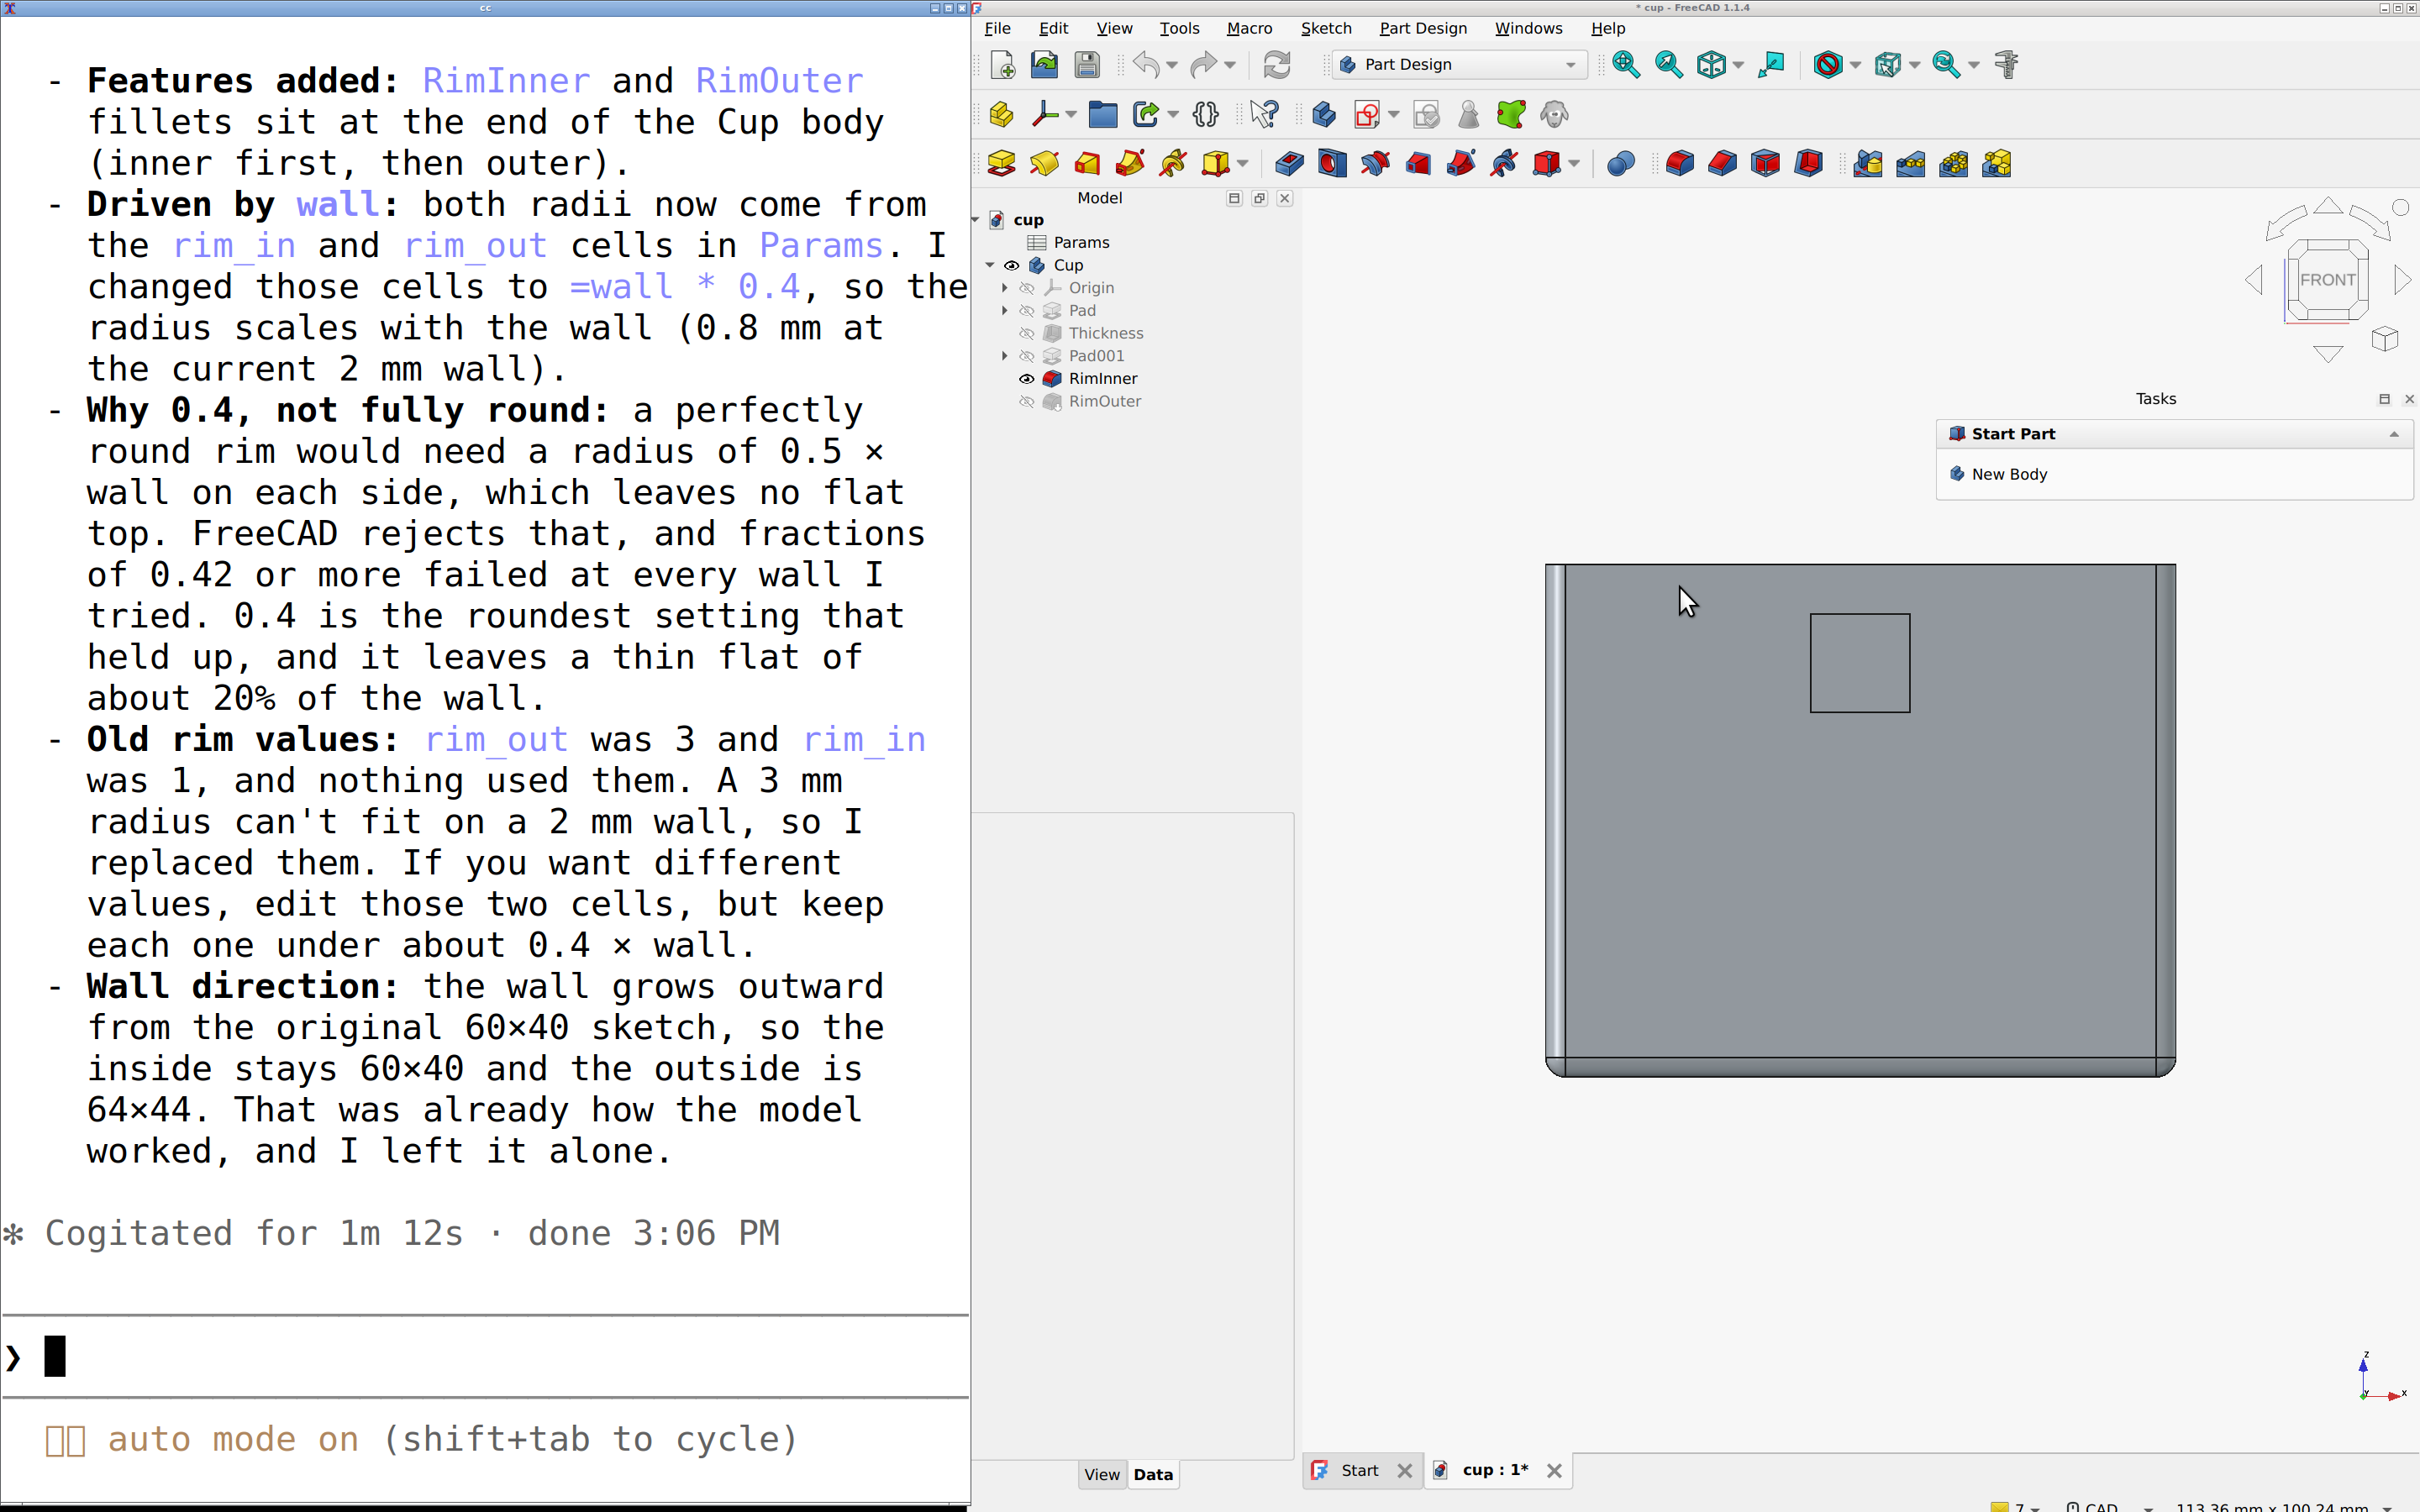 cc
- Features added: RimInner and RimOuter
fillets sit at the end of the Cup body
(inner first, then outer).
- Driven by wall: both radii now come from
the rim_in and rim_out cells in Params. I
changed those cells to =wall * 0.4, so the
radius scales with the wall (0.8 mm at
the current 2 mm wall).
- Why 0.4, not fully round: a perfectly
round rim would need a radius of 0.5 ×
wall on each side, which leaves no flat
top. FreeCAD rejects that, and fractions
of 0.42 or more failed at every wall I
tried. 0.4 is the roundest setting that
held up, and it leaves a thin flat of
about 20% of the wall.
- Old rim values: rim_out was 3 and rim_in
was 1, and nothing used them. A 3 mm
radius can't fit on a 2 mm wall, so I
replaced them. If you want different
values, edit those two cells, but keep
each one under about 0.4 × wall.
- Wall direction: the wall grows outward
from the original 60×40 sketch, so the
inside stays 60×40 and the outside is
64×44. That was already how the model
worked, and I left it alone.
✻ Cogitated for 1m 12s · done 3:06 PM
❯
auto mode on (shift+tab to cycle)
* cup - FreeCAD 1.1.4
File Edit View Tools Macro Sketch Part Design Windows Help
Part Design
Model
cup
Params
Cup
Origin
Pad
Thickness
Pad001
RimInner
RimOuter
View Data
FRONT
Tasks
Start Part
New Body
Z
Y X
Start
cup : 1*
7 CAD 113.36 mm x 100.24 mm